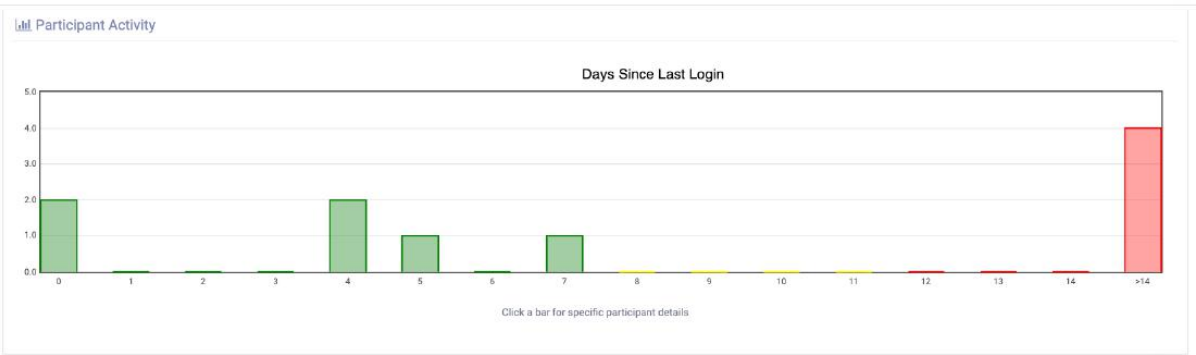 Participant Activity
Days Since Last Login
5.0
4.0
3.0
2.0
1.0
0.0
0 1 2 3 4 5 6 7 8 9 10 11 12 13 14 >14
Click a bar for specific participant details